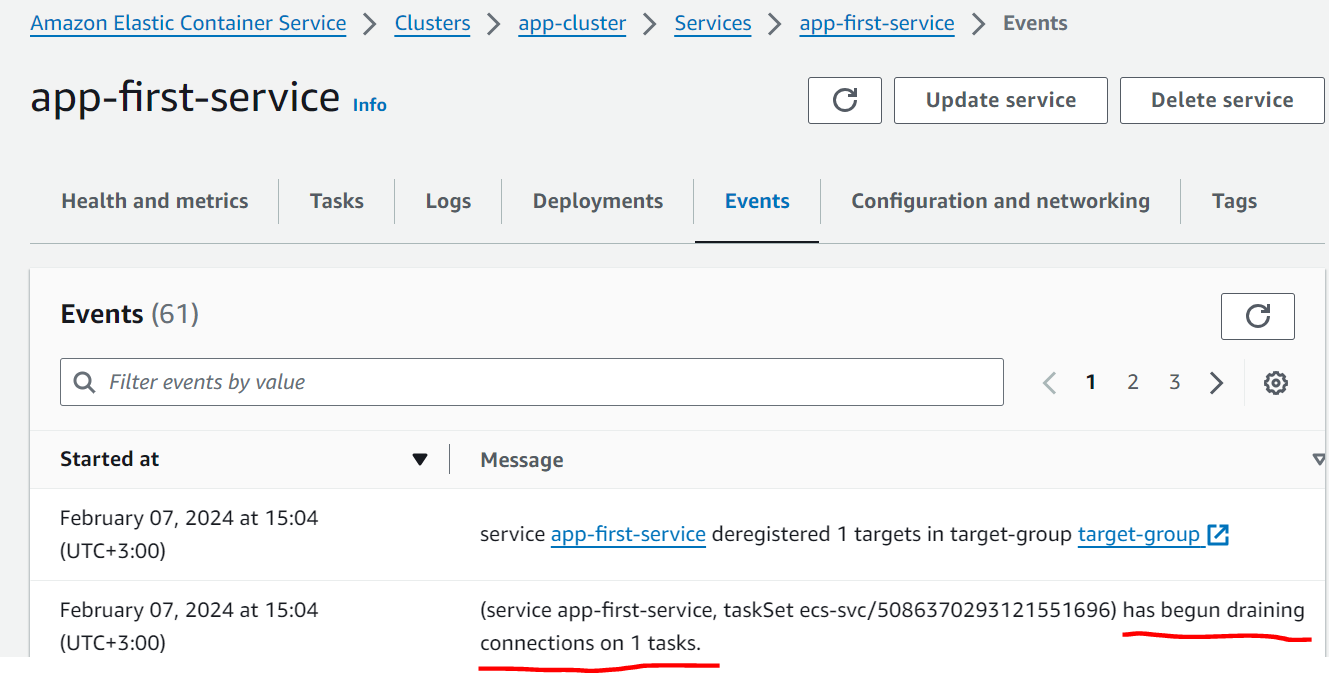 Amazon Elastic Container Service > Clusters > app-cluster > Services > app-first-service > Events
app-first-service Info
Update service
Delete service
Health and metrics Tasks Logs Deployments Events Configuration and networking Tags
Events (61)
Filter events by value
1 2 3
Started at Message
February 07, 2024 at 15:04
(UTC+3:00)
service app-first-service deregistered 1 targets in target-group target-group
February 07, 2024 at 15:04
(UTC+3:00)
(service app-first-service, taskSet ecs-svc/5086370293121551696) has begun draining
connections on 1 tasks.